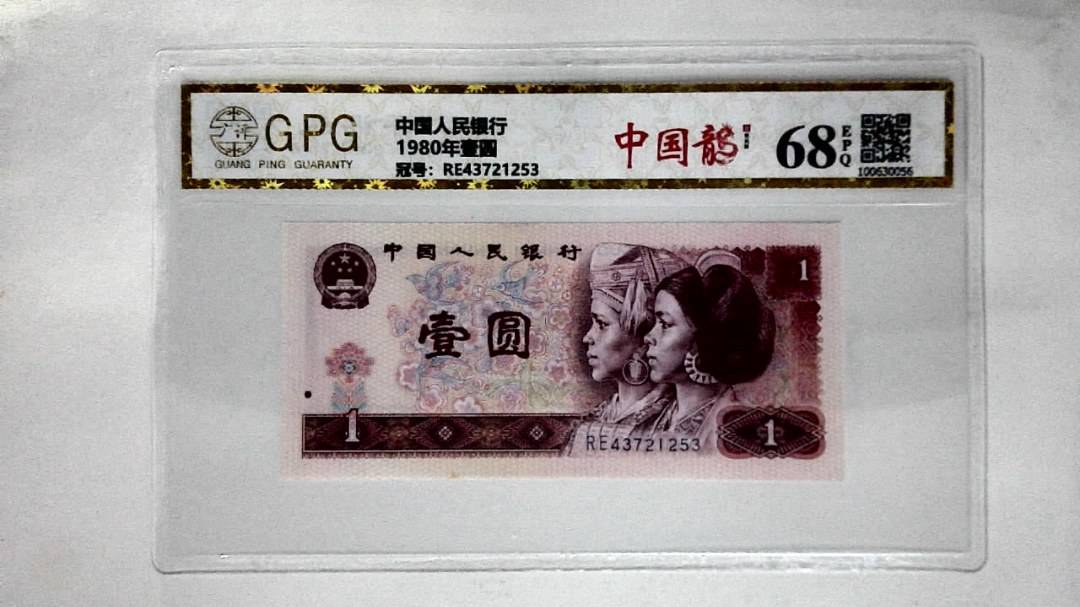 GPG
GUANG PING GUARANTY
中国人民银行
1980年壹圆
冠号: RE43721253
中国龍
68
EPQ
100630056
中国人民银行
1
壹圆
1
RE43721253
1